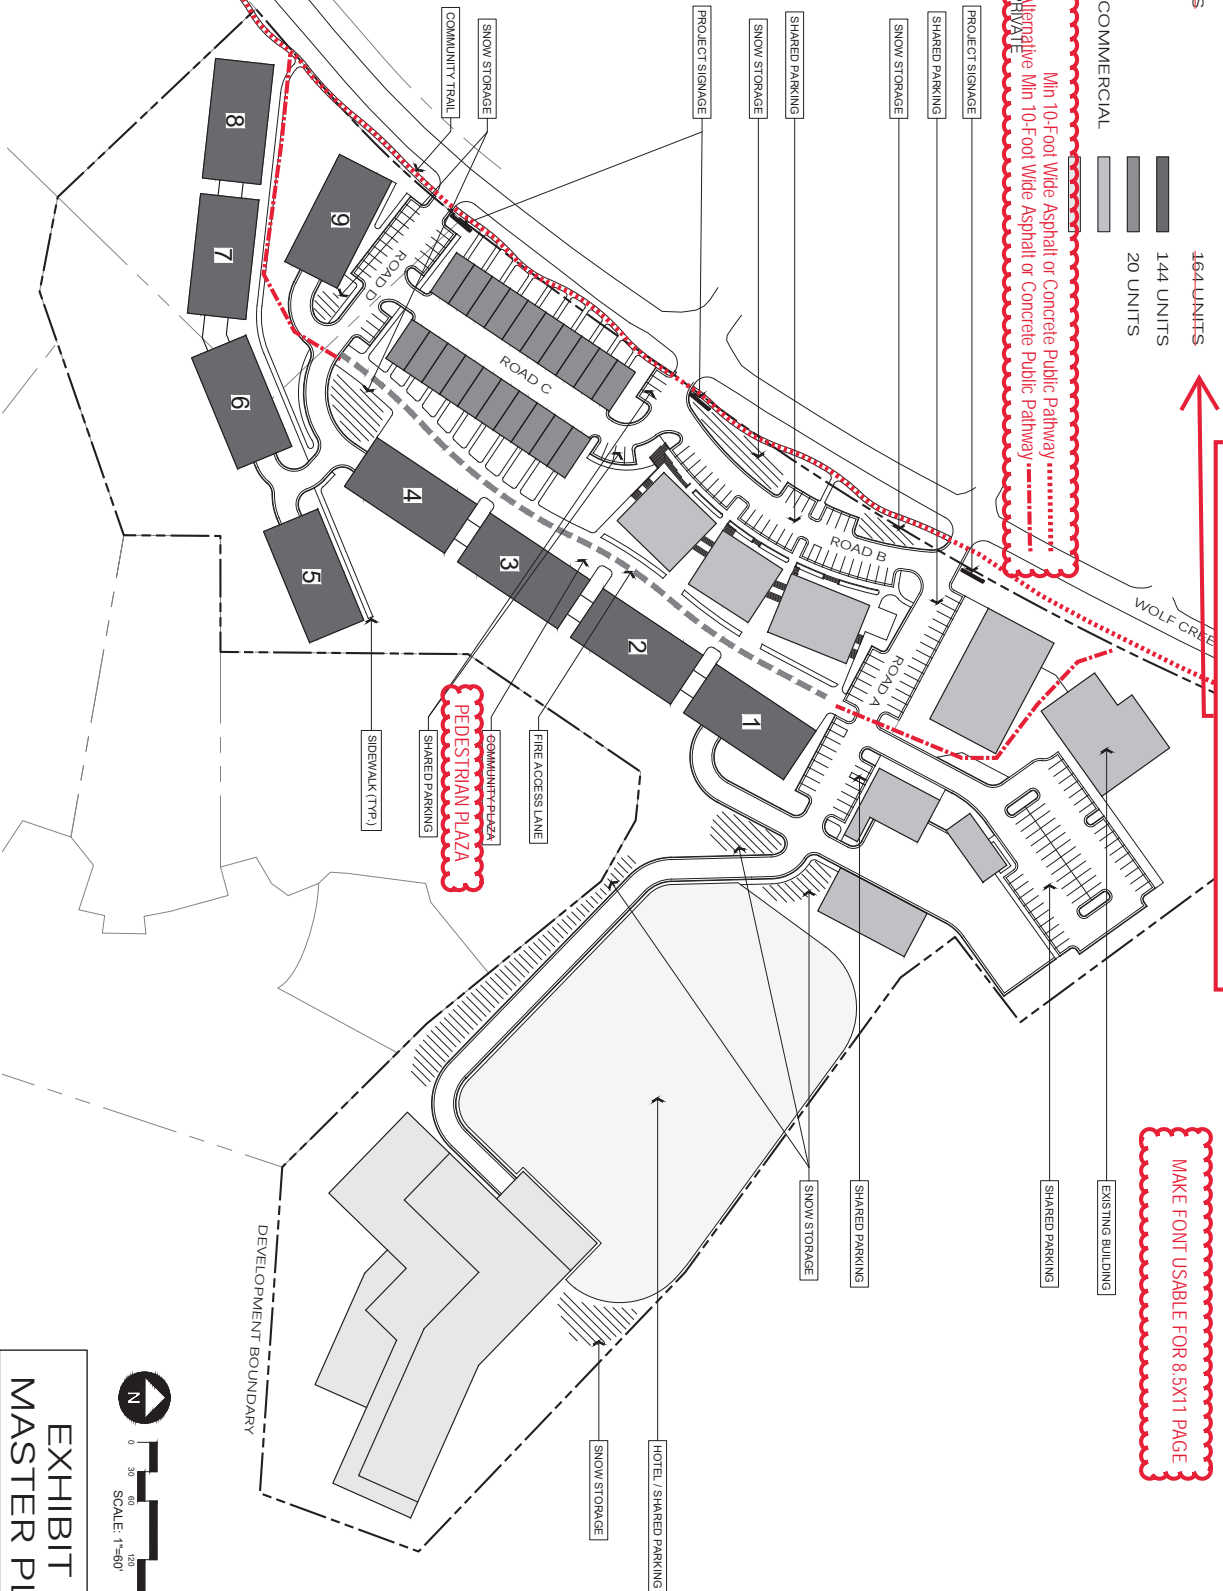 164 UNITS
144 UNITS
20 UNITS
COMMERCIAL
PRIVATE
Min 10-Foot Wide Asphalt or Concrete Public Pathway
Alternative Min 10-Foot Wide Asphalt or Concrete Public Pathway
COMMUNITY TRAIL
SNOW STORAGE
PROJECT SIGNAGE
SNOW STORAGE
SHARED PARKING
SNOW STORAGE
SHARED PARKING
PROJECT SIGNAGE
WOLF CREE
ROAD A
ROAD B
ROAD C
ROAD D
1
2
3
4
5
6
7
8
9
SIDEWALK (TYP.)
SHARED PARKING
PEDESTRIAN PLAZA
COMMUNITY PLAZA
FIRE ACCESS LANE
SNOW STORAGE
SHARED PARKING
SHARED PARKING
EXISTING BUILDING
MAKE FONT USABLE FOR 8.5X11 PAGE
SNOW STORAGE
HOTEL / SHARED PARKING
DEVELOPMENT BOUNDARY
N
0 30 60 120
SCALE: 1"=60'
EXHIBIT
MASTER PL